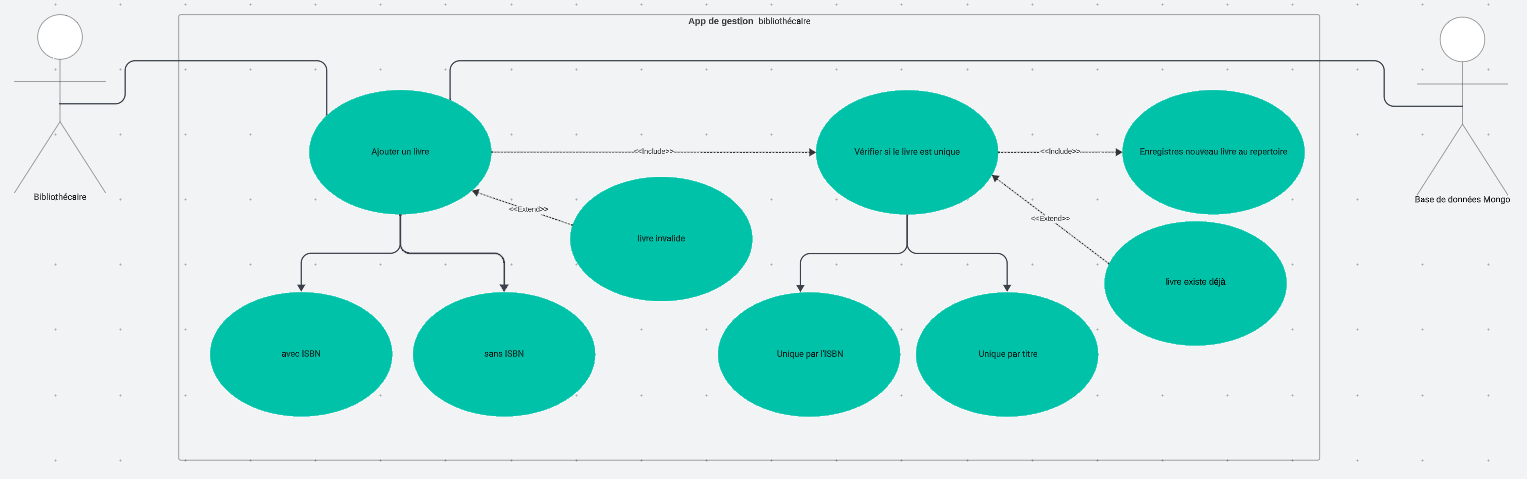 App de gestion bibliothécaire
Ajouter un livre
<<Include>>
Vérifier si le livre est unique
<<Include>>
Enregistres nouveau livre au repertoire
Bibliothécaire
Base de données Mongo
<<Extend>>
<<Extend>>
livre invalide
livre existe déjà
avec ISBN
sans ISBN
Unique par l'ISBN
Unique par titre